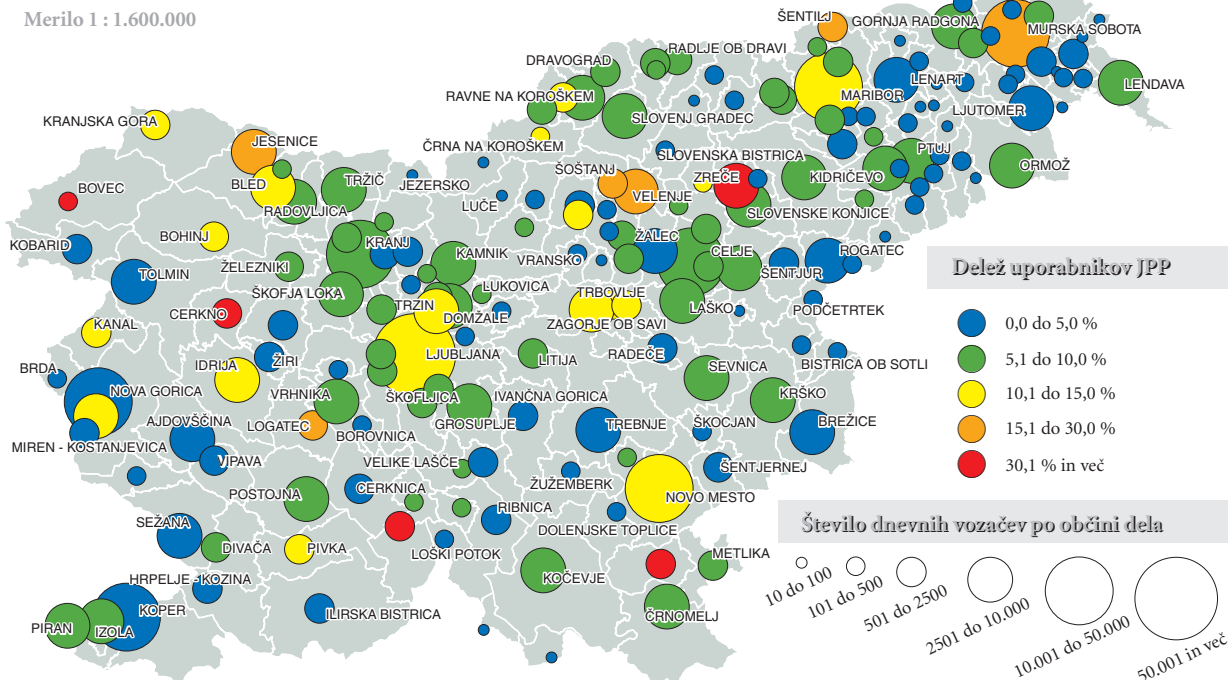 Merilo 1 : 1.600.000
ŠENTILJ
GORNJA RADGONA
MURSKA SOBOTA
RADLJE OB DRAVI
DRAVOGRAD
LENART
LENDAVA
RAVNE NA KOROŠKEM
MARIBOR
LJUTOMER
KRANJSKA GORA
SLOVENJ GRADEC
JESENICE
ČRNA NA KOROŠKEM
PTUJ
SLOVENSKA BISTRICA
ORMOŽ
ŠOŠTANJ
ZREČE
BLED
TRŽIČ
JEZERSKO
KIDRIČEVO
BOVEC
VELENJE
LUČE
RADOVLJICA
SLOVENSKE KONJICE
BOHINJ
KOBARID
KRANJ
ŽALEC
KAMNIK
CELJE
ROGATEC
VRANSKO
ŽELEZNIKI
TOLMIN
ŠENTJUR
LUKOVICA
ŠKOFJA LOKA
TRBOVLJE
TRZIN
LAŠKO
PODČETRTEK
CERKNO
DOMŽALE
ZAGORJE OB SAVI
KANAL
LJUBLJANA
LITIJA
RADEČE
ŽIRI
IDRIJA
BISTRICA OB SOTLI
SEVNICA
BRDA
NOVA GORICA
VRHNIKA
ŠKOFLJICA
IVANČNA GORICA
KRŠKO
AJDOVŠČINA
GROSUPLJE
LOGATEC
TREBNJE
ŠKOCJAN
BREŽICE
BOROVNICA
MIREN - KOSTANJEVICA
VIPAVA
VELIKE LAŠČE
ŠENTJERNEJ
ŽUŽEMBERK
CERKNICA
POSTOJNA
NOVO MESTO
RIBNICA
SEŽANA
DOLENJSKE TOPLICE
DIVAČA
PIVKA
LOŠKI POTOK
METLIKA
HRPELJE - KOZINA
KOČEVJE
KOPER
ILIRSKA BISTRICA
ČRNOMELJ
PIRAN
IZOLA
Delež uporabnikov JPP
0,0 do 5,0 %
5,1 do 10,0 %
10,1 do 15,0 %
15,1 do 30,0 %
30,1 % in več
Število dnevnih vozačev po občini dela
10 do 100
101 do 500
501 do 2500
2501 do 10.000
10.001 do 50.000
50.001 in več